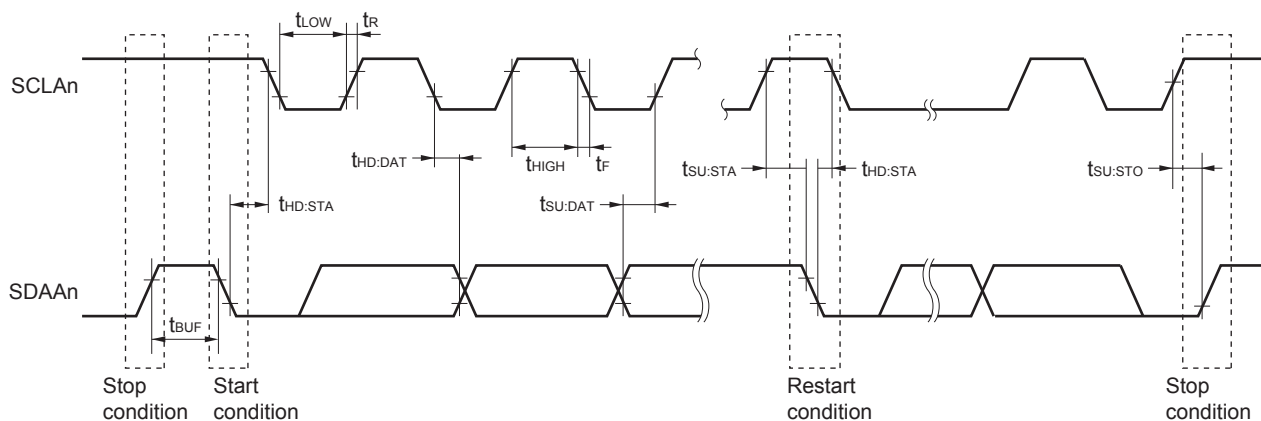 tLOW
tR
SCLAn
tHD:DAT
tHIGH
tF
tSU:STA
tHD:STA
tSU:STO
tHD:STA
tSU:DAT
SDAAn
tBUF
Stop
condition
Start
condition
Restart
condition
Stop
condition